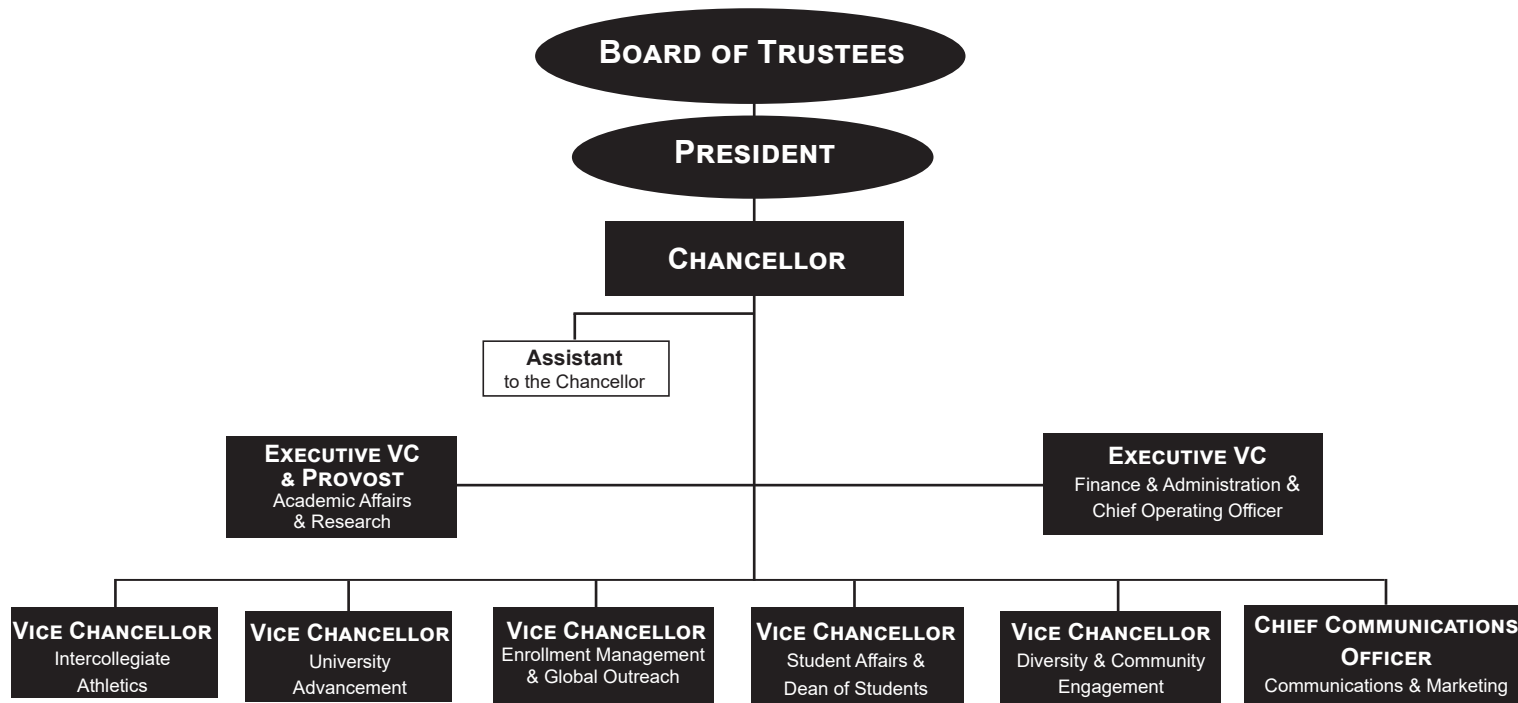 BOARD OF TRUSTEES
PRESIDENT
CHANCELLOR
Assistant
to the Chancellor
EXECUTIVE VC
& PROVOST
Academic Affairs
& Research
EXECUTIVE VC
Finance & Administration &
Chief Operating Officer
VICE CHANCELLOR
Intercollegiate
Athletics
VICE CHANCELLOR
University
Advancement
VICE CHANCELLOR
Enrollment Management
& Global Outreach
VICE CHANCELLOR
Student Affairs &
Dean of Students
VICE CHANCELLOR
Diversity & Community
Engagement
CHIEF COMMUNICATIONS
OFFICER
Communications & Marketing